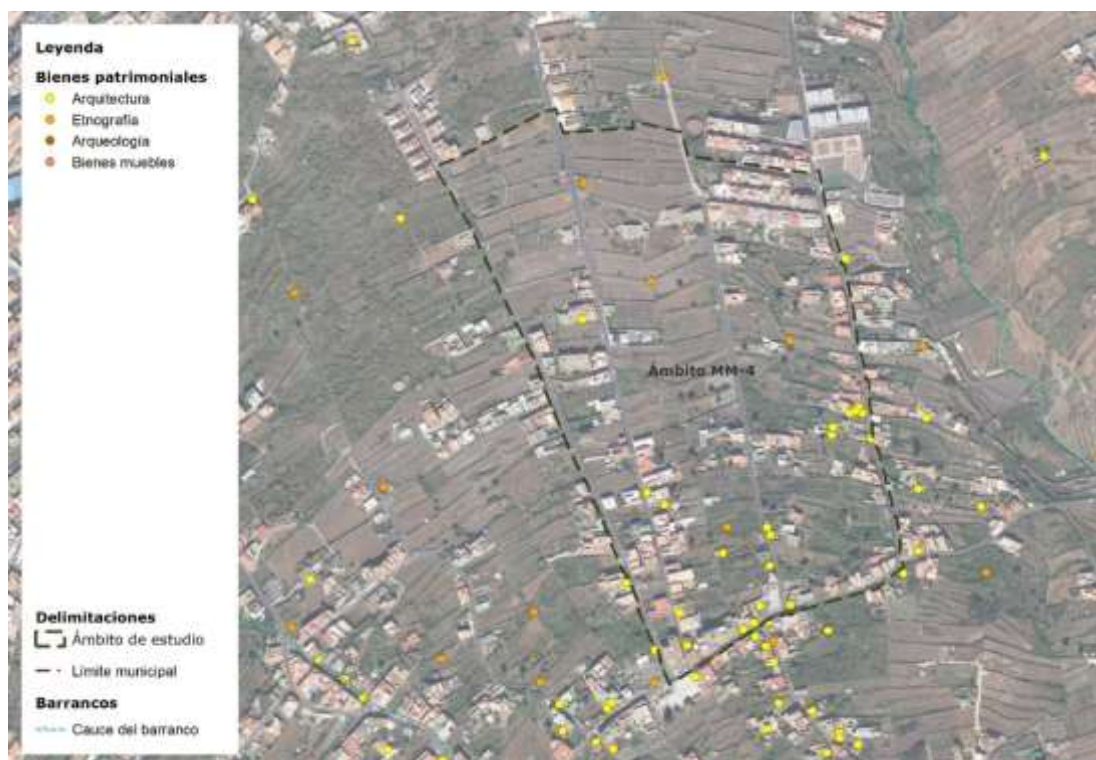 Leyenda
Bienes patrimoniales
Arquitectura
Etnografía
Arqueología
Bienes muebles
Ámbito MM-4
Delimitaciones
Ámbito de estudio
Límite municipal
Barrancos
Cauce del barranco